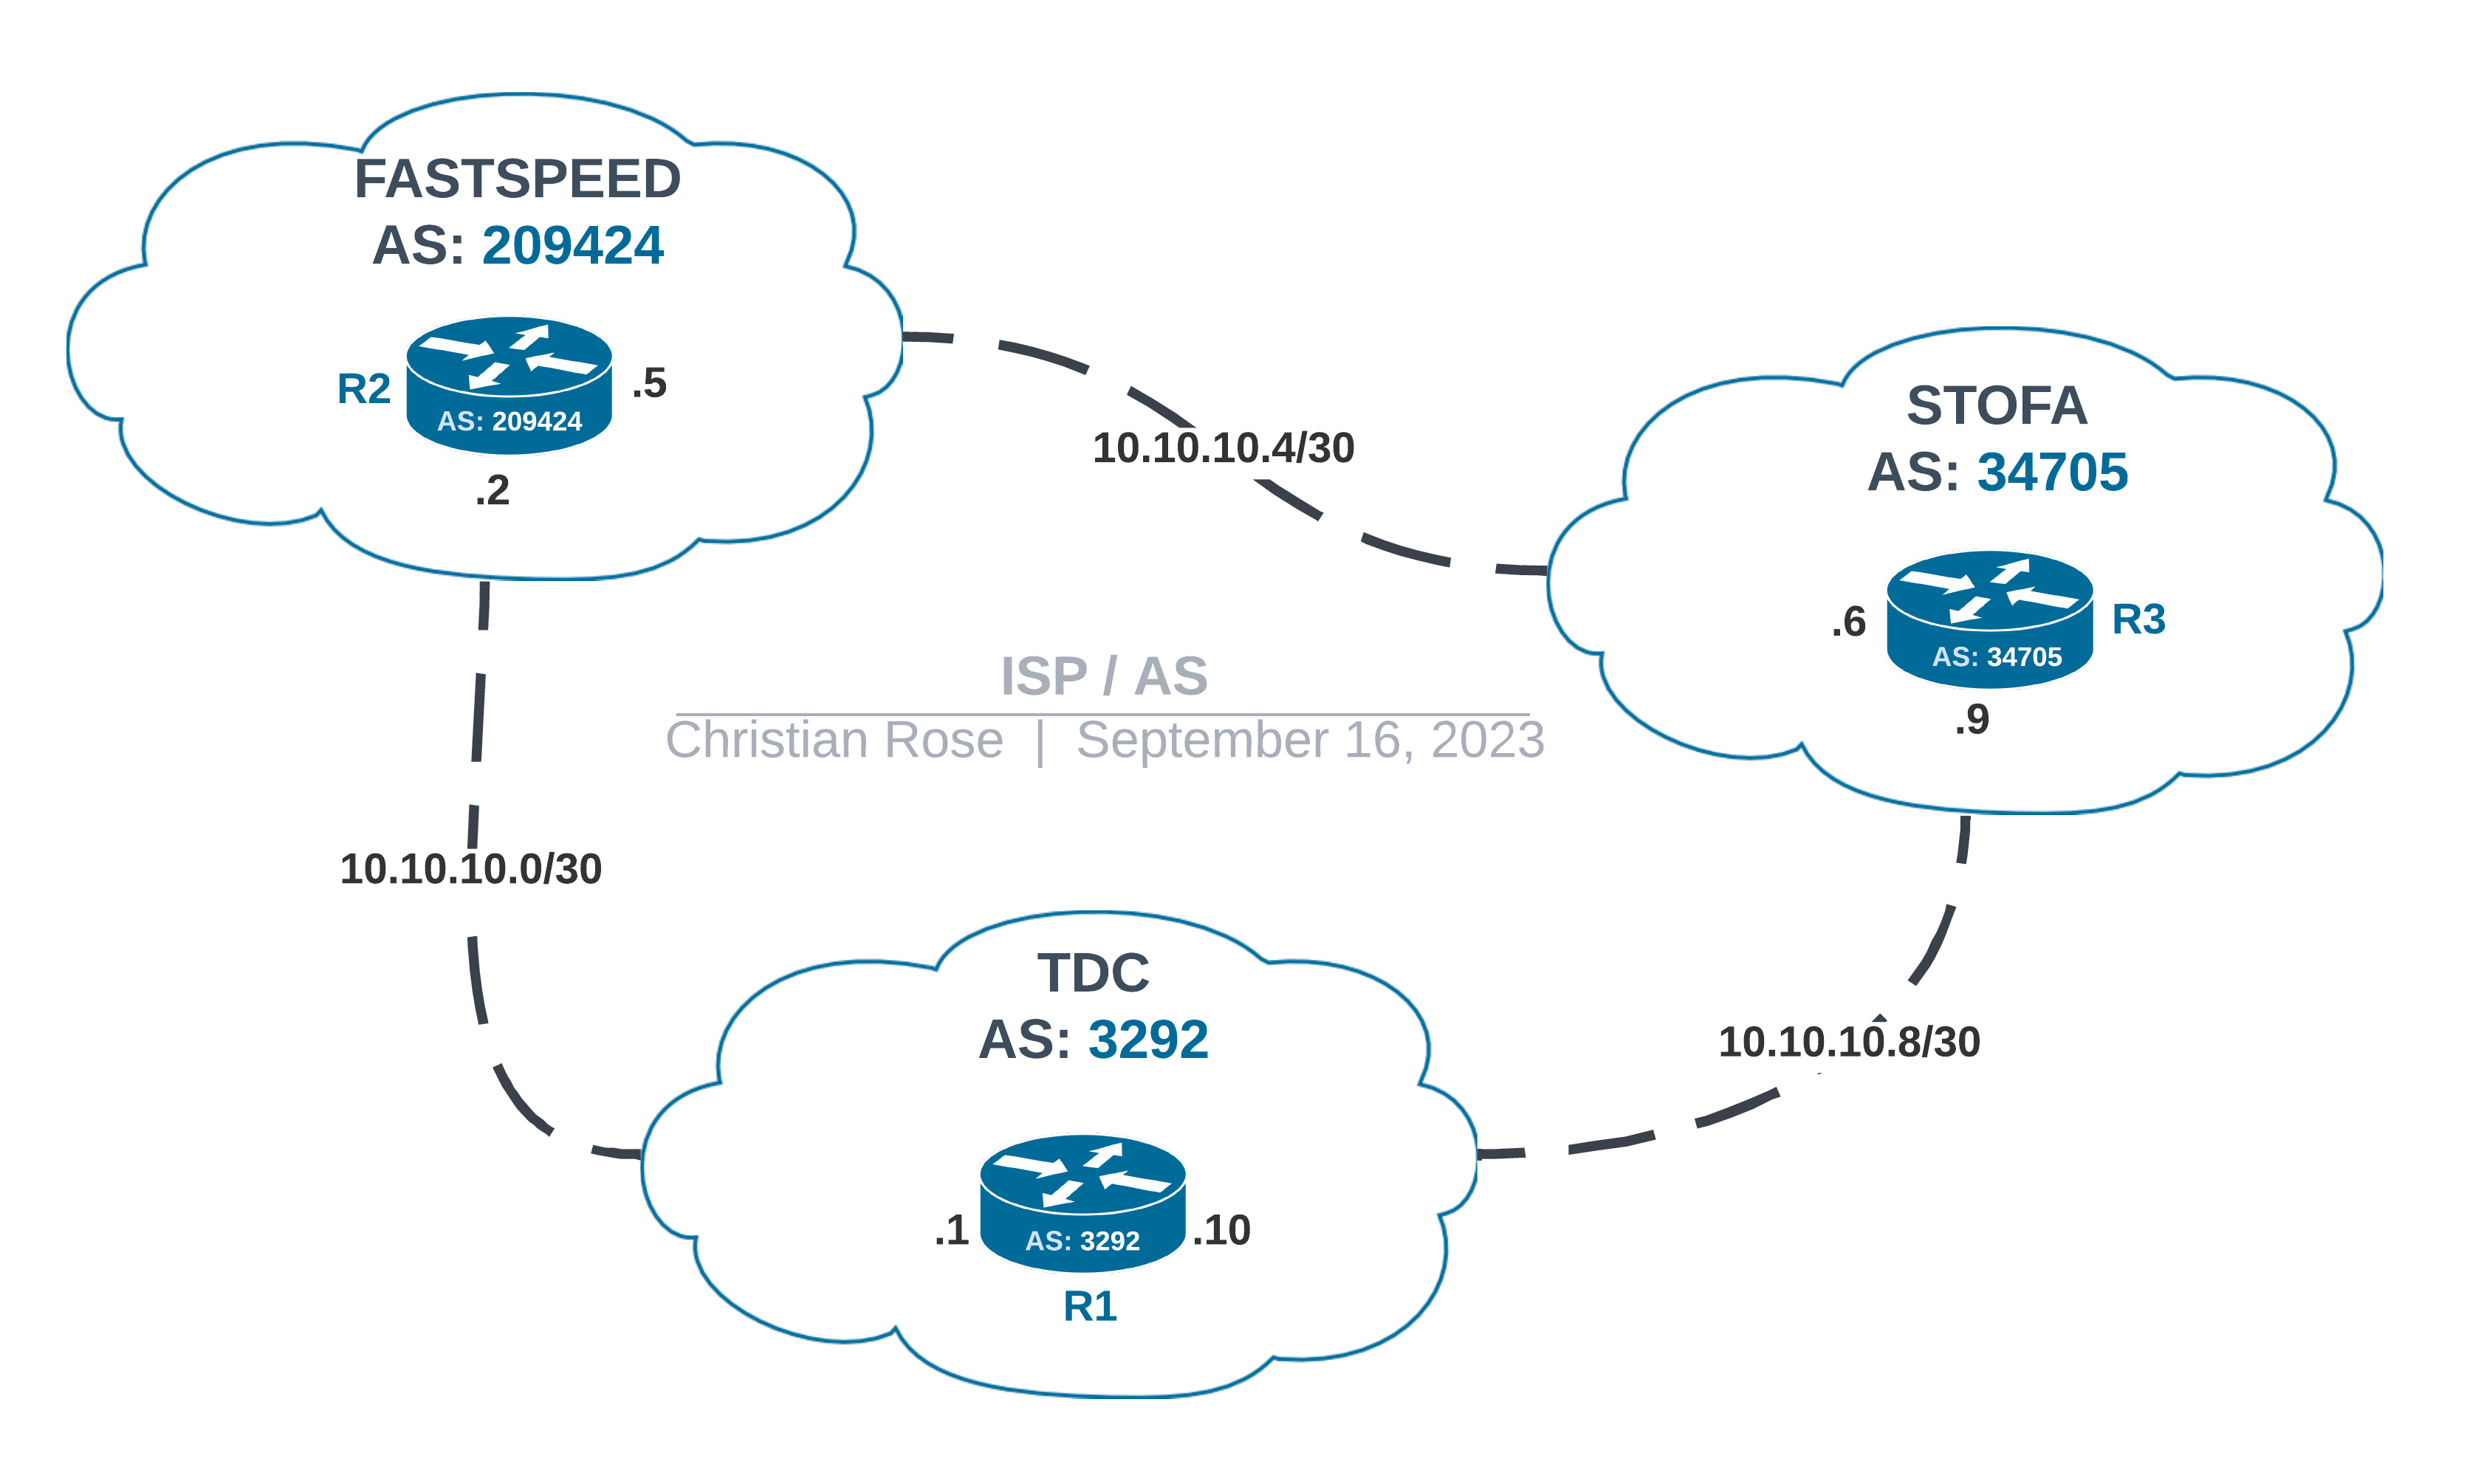 FASTSPEED
AS: 209424
R2
AS: 209424
.5
.2
10.10.10.4/30
STOFA
AS: 34705
.6
AS: 34705
R3
.9
ISP / AS
Christian Rose | September 16, 2023
10.10.10.0/30
10.10.10.8/30
TDC
AS: 3292
.1
AS: 3292
.10
R1